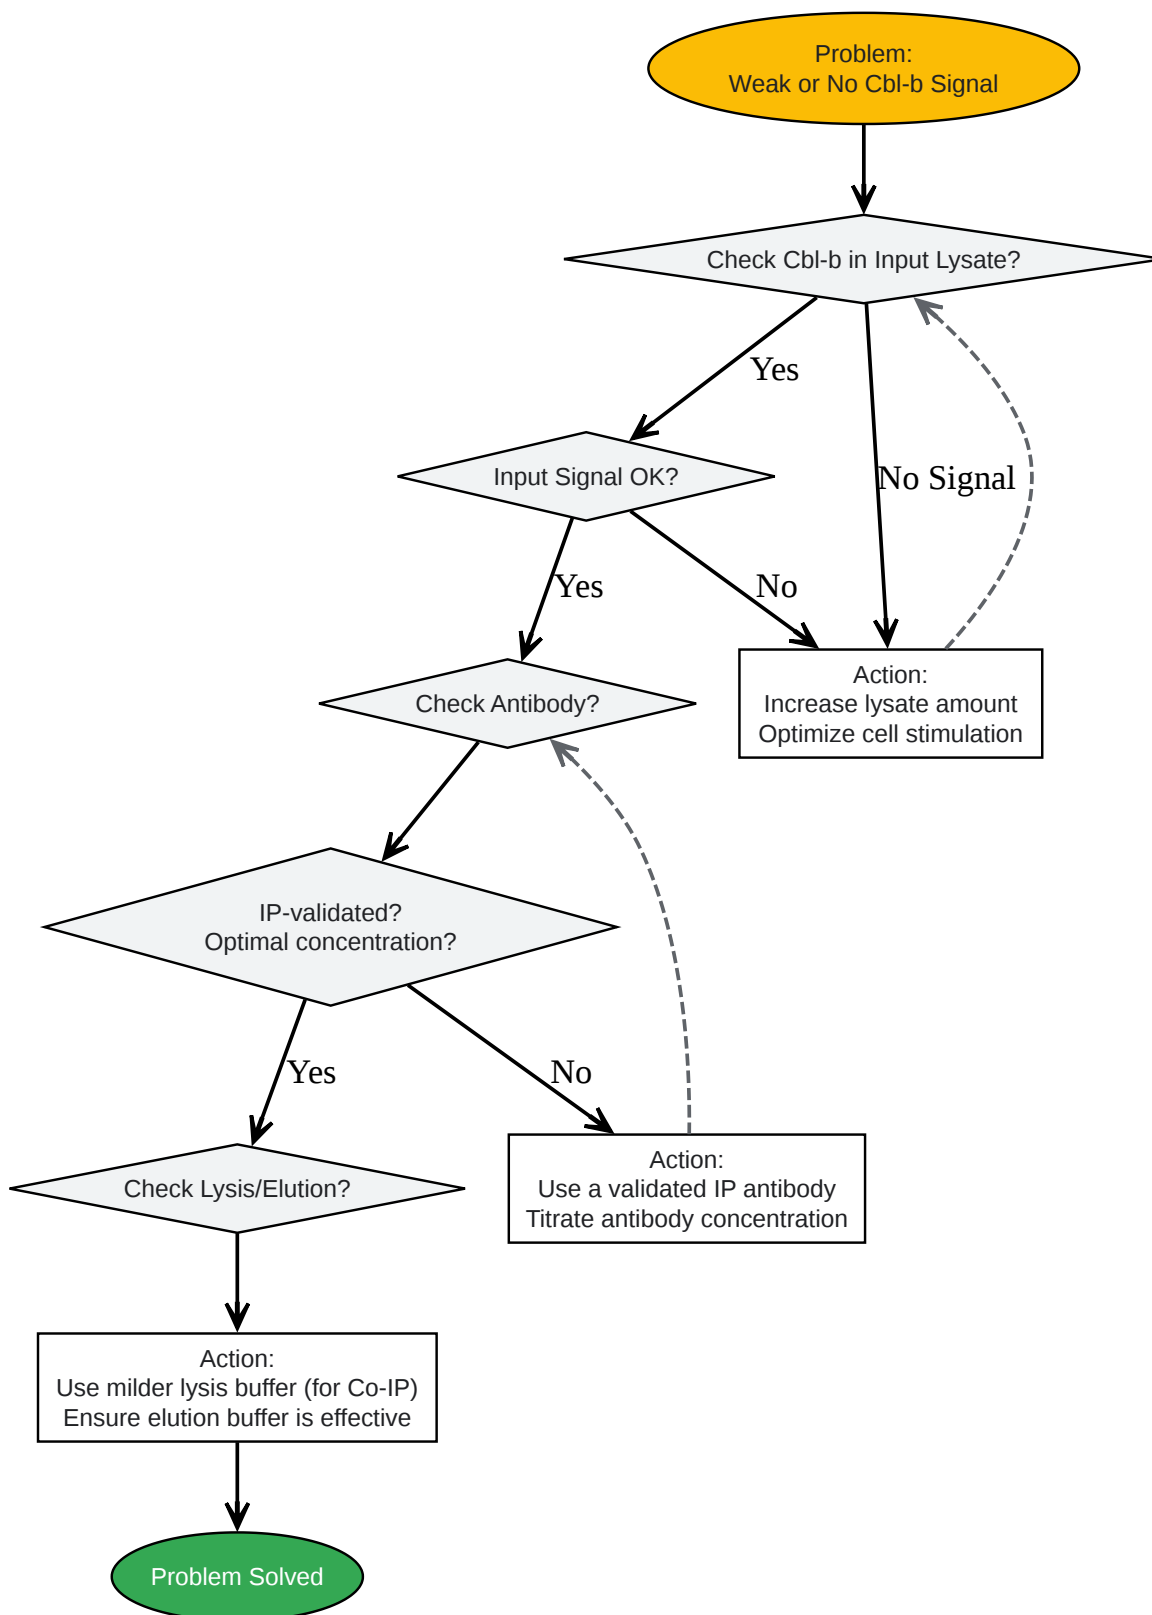 Problem:
Weak or No Cbl-b Signal
Check Cbl-b in Input Lysate?
Yes
Input Signal OK?
No Signal
Yes
No
Action:
Increase lysate amount
Optimize cell stimulation
Check Antibody?
IP-validated?
Optimal concentration?
Yes
No
Action:
Use a validated IP antibody
Titrate antibody concentration
Check Lysis/Elution?
Action:
Use milder lysis buffer (for Co-IP)
Ensure elution buffer is effective
Problem Solved